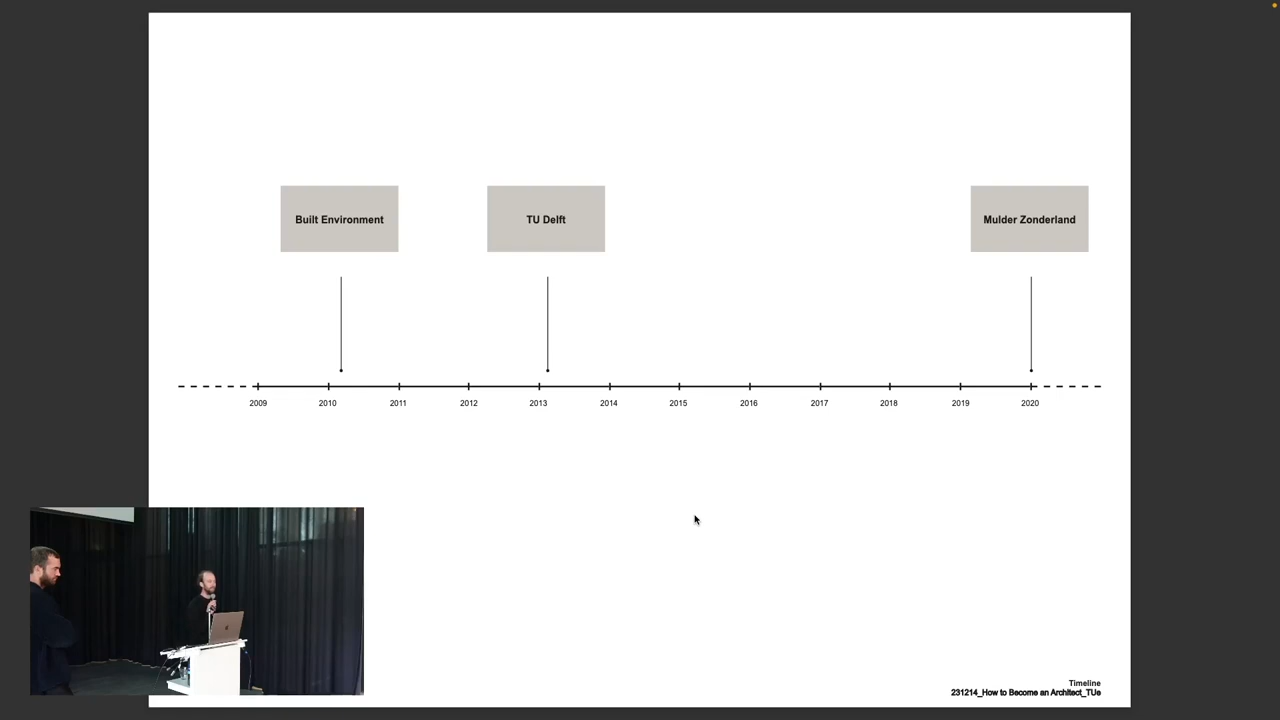 Built Environment
TU Delft
Mulder Zonderland
2009 2010 2011 2012 2013 2014 2015 2016 2017 2018 2019 2020
Timeline
231214_How to Become an Architect_TUe